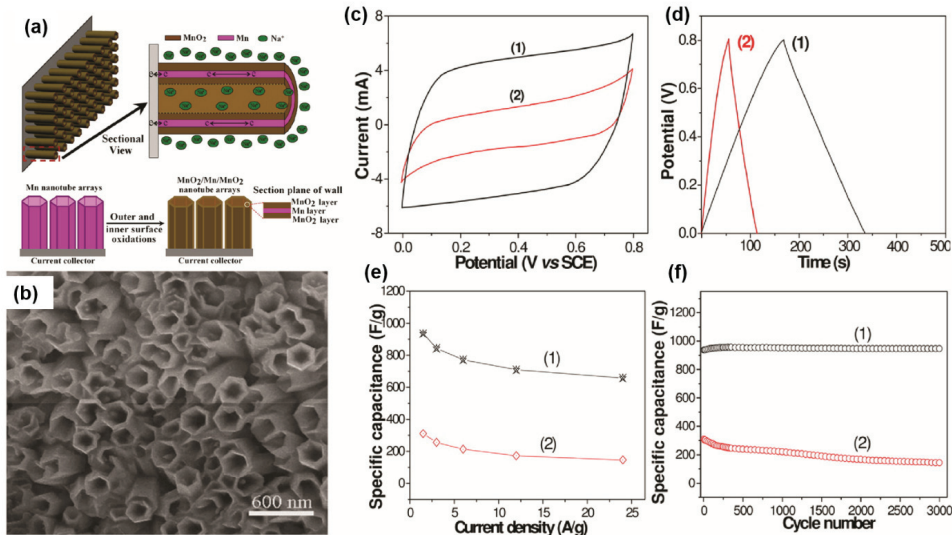 (a)
MnO₂ Mn Na⁺
Sectional
View
Mn nanotube arrays
Outer and
inner surface
oxidations
Current collector
MnO₂/Mn/MnO₂
nanotube arrays
Section plane of wall
MnO₂ layer
Mn layer
MnO₂ layer
Current collector
(b)
600 nm
(c)
Current (mA)
8
4
0
-4
-8
(1)
(2)
0.0 0.2 0.4 0.6 0.8
Potential (V vs SCE)
(d)
Potential (V)
0.8
0.6
0.4
0.2
0.0
(2) (1)
0 100 200 300 400 500
Time (s)
(e)
Specific capacitance (F/g)
1200
1000
800
600
400
200
0
(1)
(2)
0 5 10 15 20 25
Current density (A/g)
(f)
Specific capacitance (F/g)
1200
1000
800
600
400
200
0
(1)
(2)
0 500 1000 1500 2000 2500 3000
Cycle number